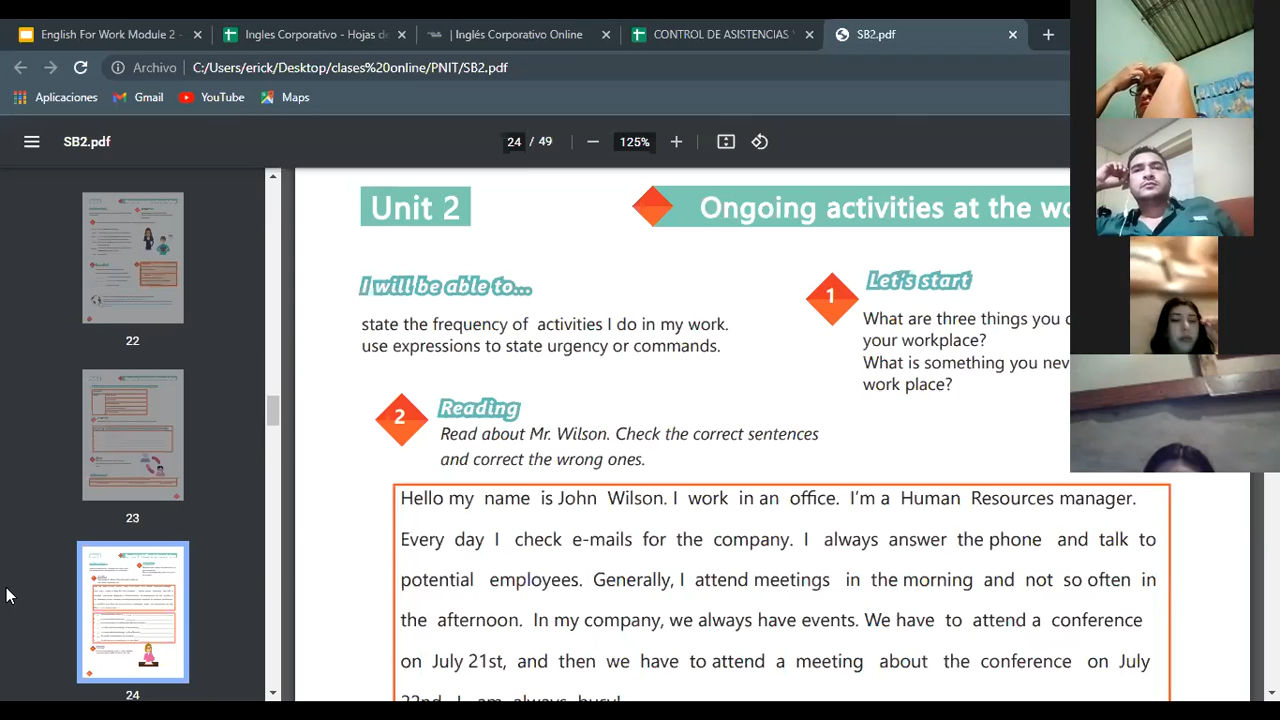 English For Work Module 2 -
Ingles Corporativo - Hojas de
| Inglés Corporativo Online
CONTROL DE ASISTENCIAS
SB2.pdf
Archivo
C:/Users/erick/Desktop/clases%20online/PNIT/SB2.pdf
Aplicaciones
Gmail
YouTube
Maps
SB2.pdf
24 / 49
125%
22
23
24
Unit 2
Ongoing activities at the
I will be able to...
state the frequency of activities I do in my work.
use expressions to state urgency or commands.
1
Let's start
What are three things you
your workplace?
What is something you
work place?
2
Reading
Read about Mr. Wilson. Check the correct sentences
and correct the wrong ones.
Hello my name is John Wilson. I work in an office. I'm a Human Resources manager.
Every day I check e-mails for the company. I always answer the phone and talk to
potential employees. Generally, I attend meetings in the morning and not so often in
the afternoon. In my company, we always have events. We have to attend a conference
on July 21st, and then we have to attend a meeting about the conference on July
22nd. I am always busy!